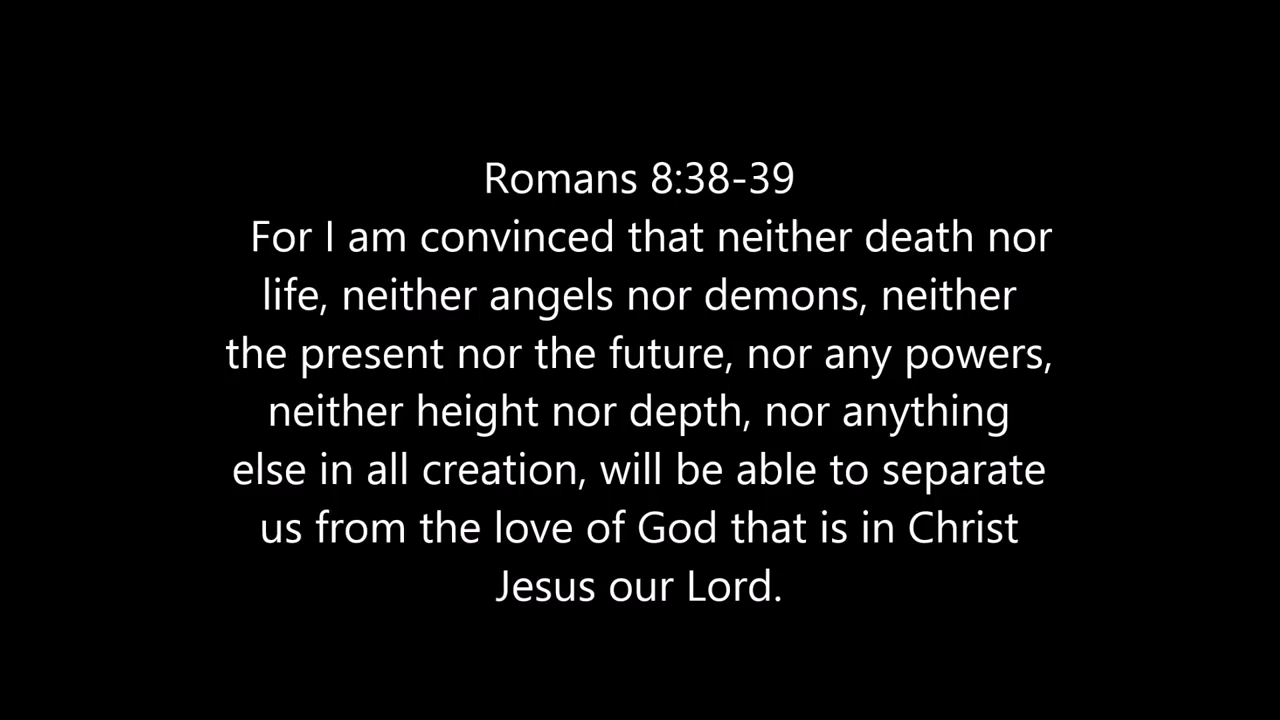 Romans 8:38-39
For I am convinced that neither death nor
life, neither angels nor demons, neither
the present nor the future, nor any powers,
neither height nor depth, nor anything
else in all creation, will be able to separate
us from the love of God that is in Christ
Jesus our Lord.